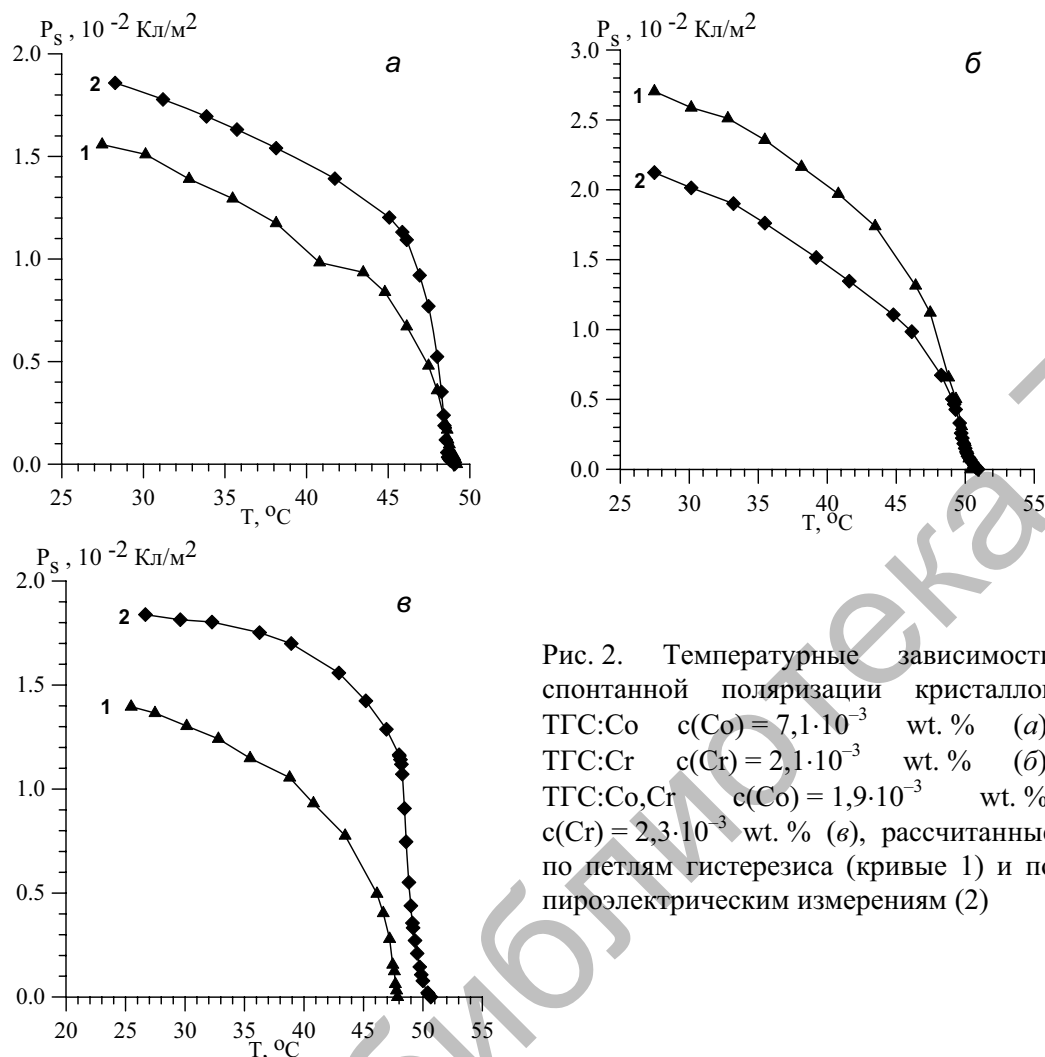 P_S , 10 ^-2 Кл/м^2
а
2.0
2
1.5
1
1.0
0.5
0.0
25 30 35 40 45 50
T, °C
P_S , 10 ^-2 Кл/м^2
б
3.0
1
2.5
2
2.0
1.5
1.0
0.5
0.0
25 30 35 40 45 50 55
T, °C
P_S , 10 ^-2 Кл/м^2
в
2.0
2
1.5
1
1.0
0.5
0.0
20 25 30 35 40 45 50 55
T, °C
Рис. 2. Температурные зависимост
спонтанной поляризации кристалло
ТГС:Co c(Co) = 7,1·10^–3 wt. % (а)
ТГС:Cr c(Cr) = 2,1·10^–3 wt. % (б)
ТГС:Co,Cr c(Co) = 1,9·10^–3 wt. %
c(Cr) = 2,3·10^–3 wt. % (в), рассчитанные
по петлям гистерезиса (кривые 1) и по
пироэлектрическим измерениям (2)
иблиотека